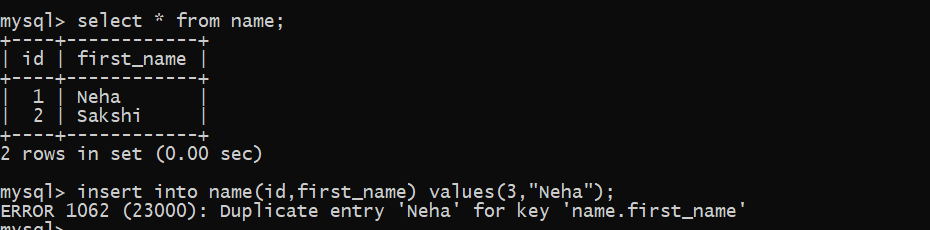 mysql> select * from name;
+----+------------+
| id | first_name |
+----+------------+
|  1 | Neha       |
|  2 | Sakshi     |
+----+------------+
2 rows in set (0.00 sec)
mysql> insert into name(id,first_name) values(3,"Neha");
ERROR 1062 (23000): Duplicate entry 'Neha' for key 'name.first_name'
mysql>